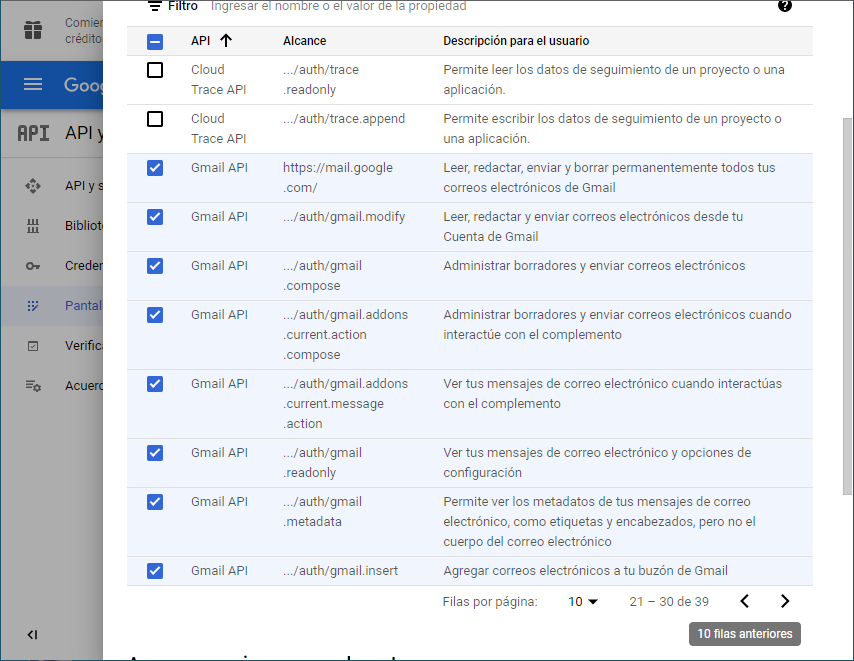 Comier
crédito
Filtro Ingresar el nombre o el valor de la propiedad
Goog
API API y
API y s
Bibliot
Creder
Pantal
Verifica
Acuerd
API Alcance Descripción para el usuario
Cloud .../auth/trace Permite leer los datos de seguimiento de un proyecto o una
Trace API .readonly aplicación.
Cloud .../auth/trace.append Permite escribir los datos de seguimiento de un proyecto o
Trace API una aplicación.
Gmail API https://mail.google Leer, redactar, enviar y borrar permanentemente todos tus
.com/ correos electrónicos de Gmail
Gmail API .../auth/gmail.modify Leer, redactar y enviar correos electrónicos desde tu
Cuenta de Gmail
Gmail API .../auth/gmail Administrar borradores y enviar correos electrónicos
.compose
Gmail API .../auth/gmail.addons Administrar borradores y enviar correos electrónicos cuando
.current.action interactúe con el complemento
.compose
Gmail API .../auth/gmail.addons Ver tus mensajes de correo electrónico cuando interactúas
.current.message con el complemento
.action
Gmail API .../auth/gmail Ver tus mensajes de correo electrónico y opciones de
.readonly configuración
Gmail API .../auth/gmail Permite ver los metadatos de tus mensajes de correo
.metadata electrónico, como etiquetas y encabezados, pero no el
cuerpo del correo electrónico
Gmail API .../auth/gmail.insert Agregar correos electrónicos a tu buzón de Gmail
Filas por página: 10 21 – 30 de 39
10 filas anteriores